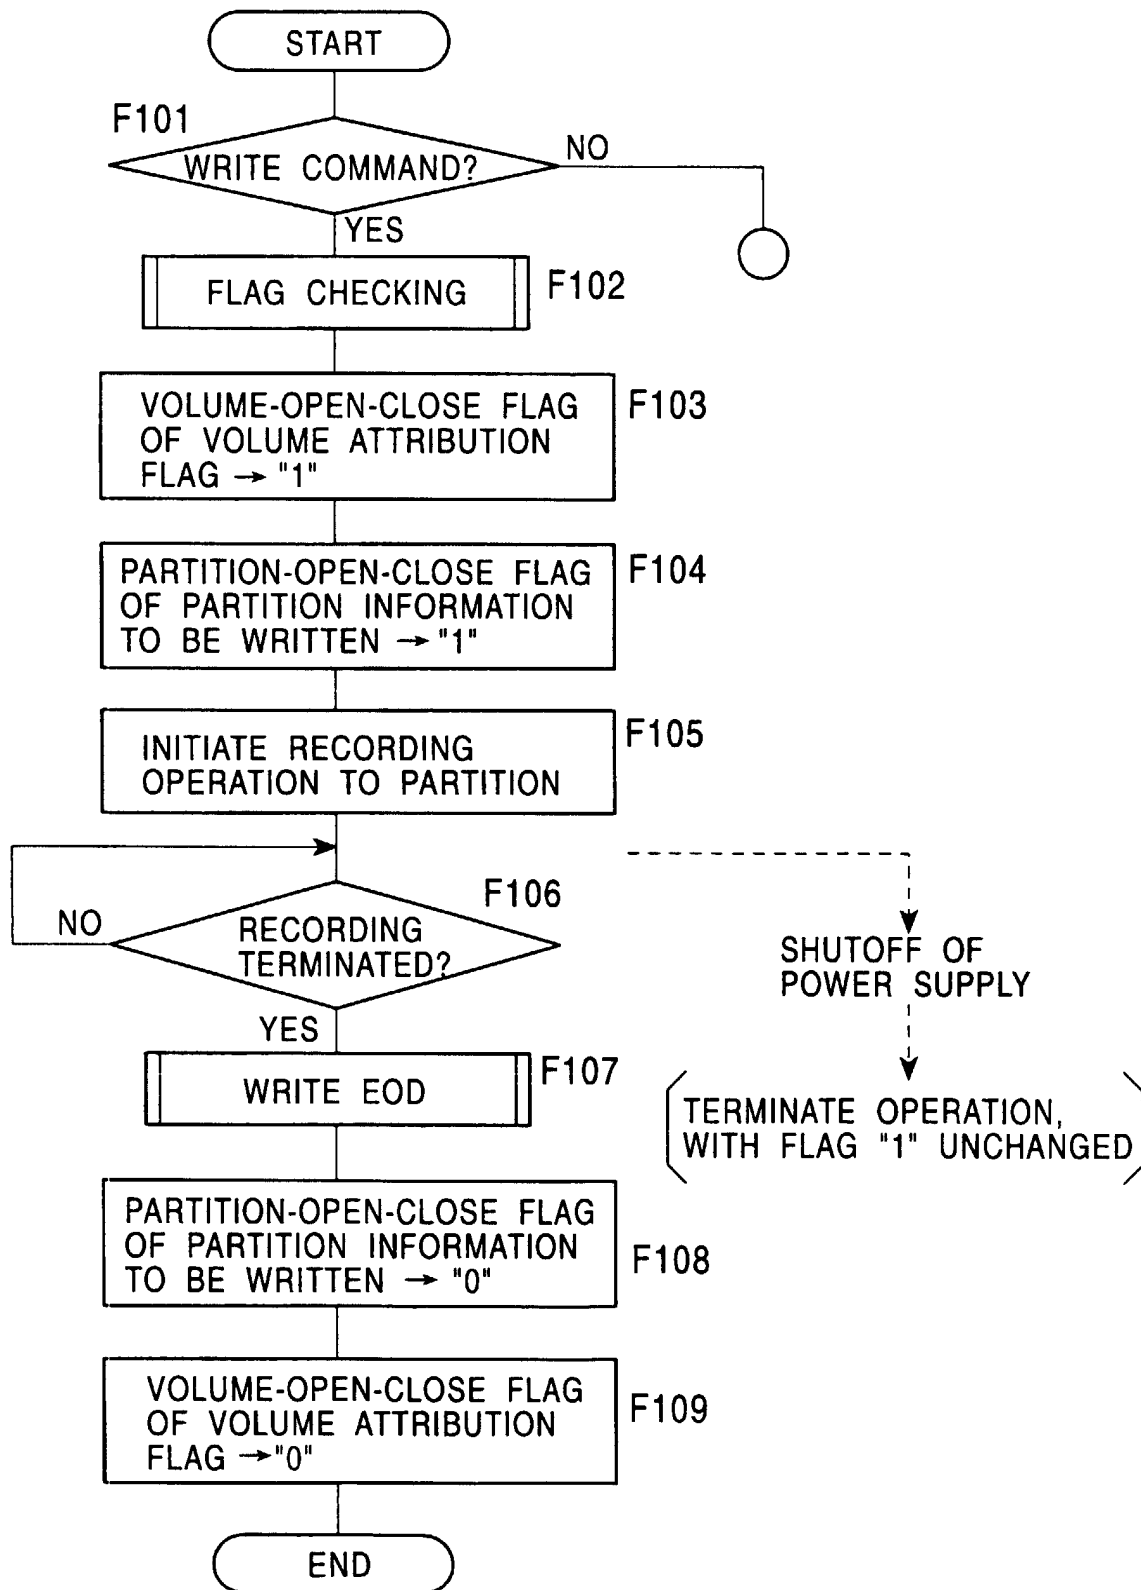 START
F101
WRITE COMMAND?
NO
YES
FLAG CHECKING
F102
VOLUME-OPEN-CLOSE FLAG
OF VOLUME ATTRIBUTION
FLAG → "1"
F103
PARTITION-OPEN-CLOSE FLAG
OF PARTITION INFORMATION
TO BE WRITTEN → "1"
F104
INITIATE RECORDING
OPERATION TO PARTITION
F105
F106
NO
RECORDING
TERMINATED?
YES
SHUTOFF OF
POWER SUPPLY
WRITE EOD
F107
TERMINATE OPERATION,
WITH FLAG "1" UNCHANGED
PARTITION-OPEN-CLOSE FLAG
OF PARTITION INFORMATION
TO BE WRITTEN → "0"
F108
VOLUME-OPEN-CLOSE FLAG
OF VOLUME ATTRIBUTION
FLAG → "0"
F109
END